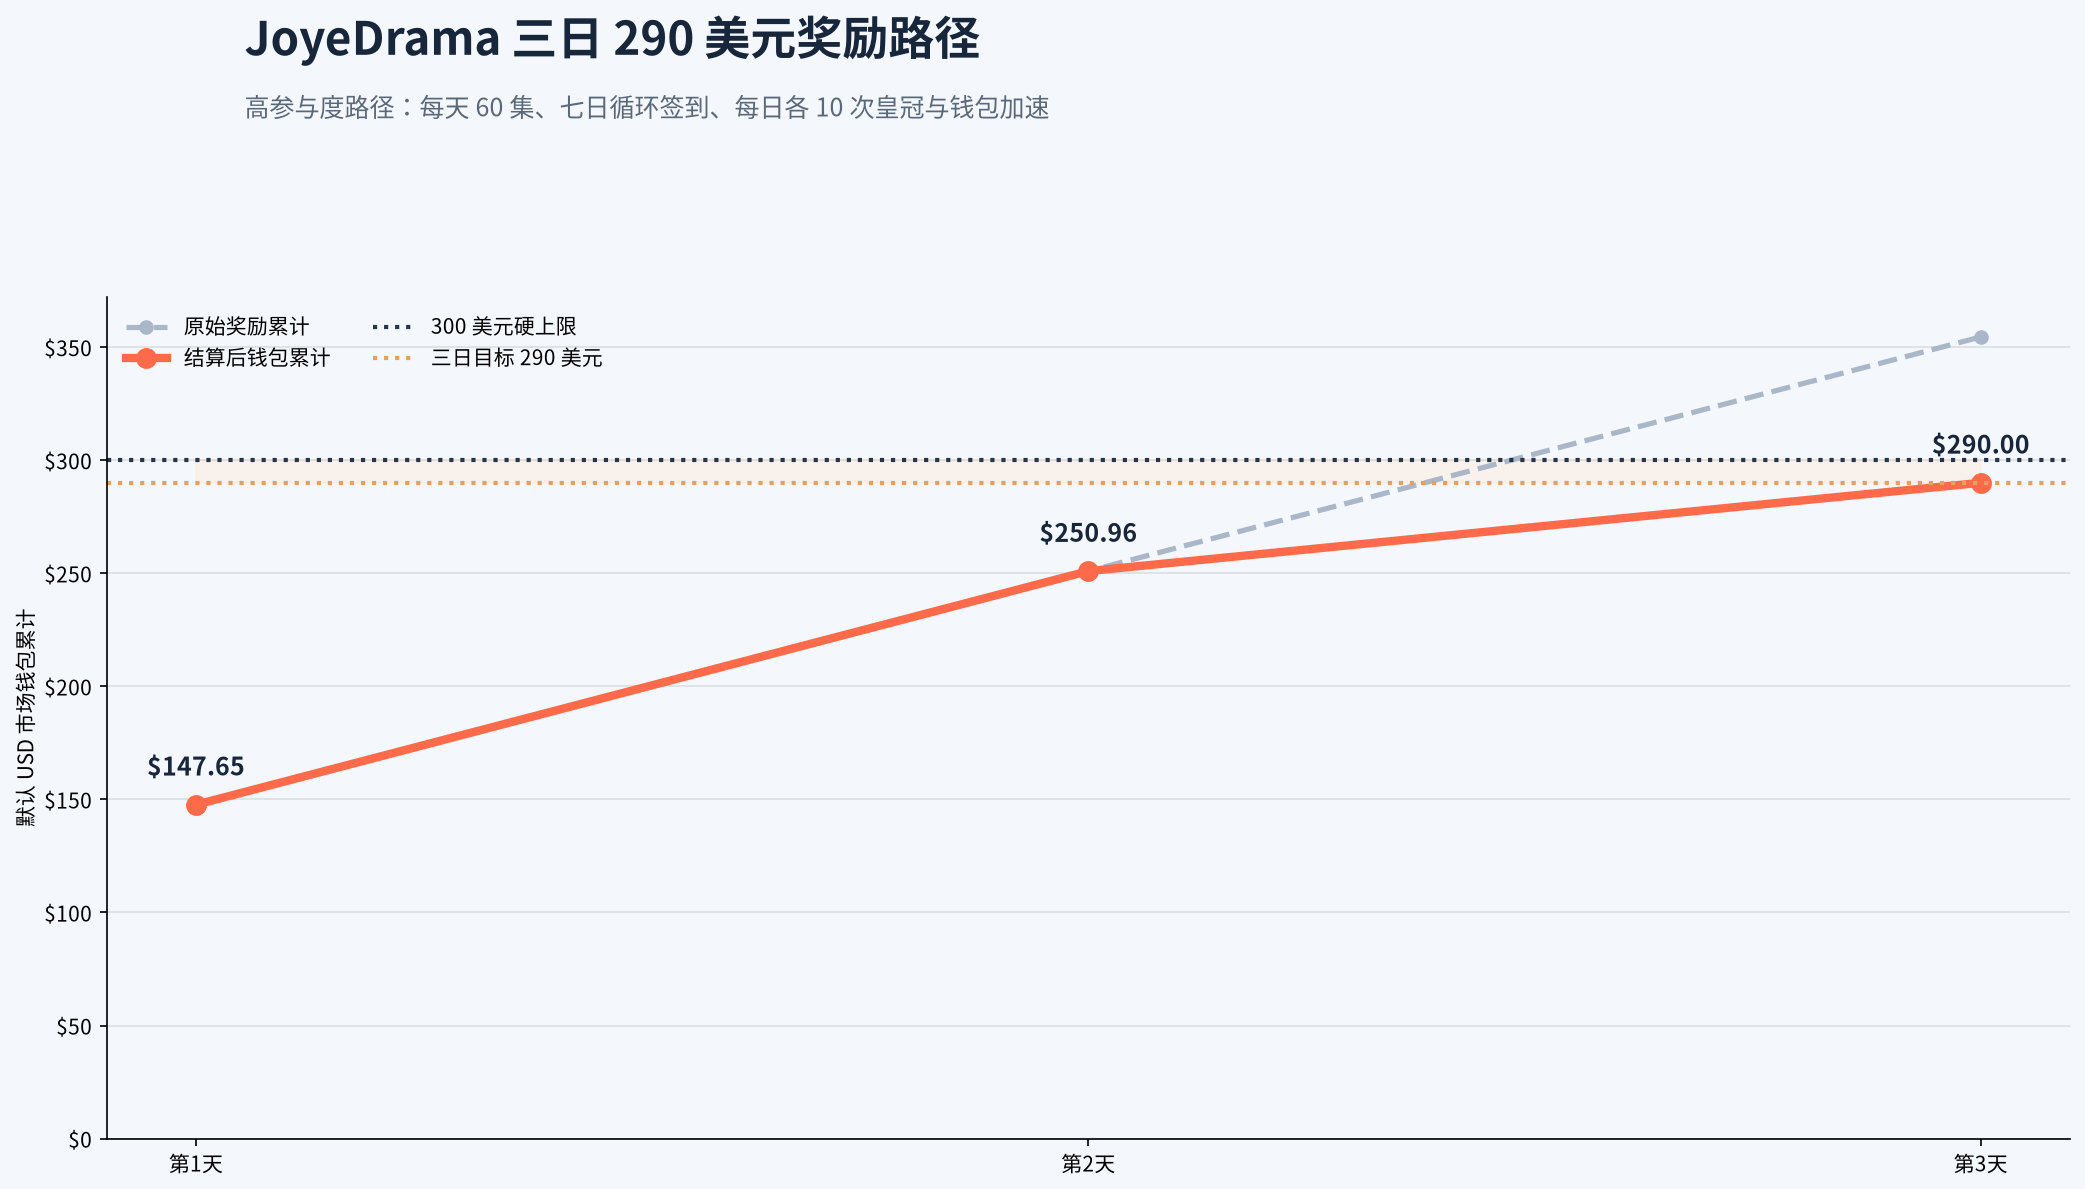 JoyeDrama 三日 290 美元奖励路径
高参与度路径：每天 60 集、七日循环签到、每日各 10 次皇冠与钱包加速
原始奖励累计
结算后钱包累计
300 美元硬上限
三日目标 290 美元
默认 USD 市场钱包累计
$350
$300
$250
$200
$150
$100
$50
$0
$147.65
$250.96
$290.00
第1天
第2天
第3天